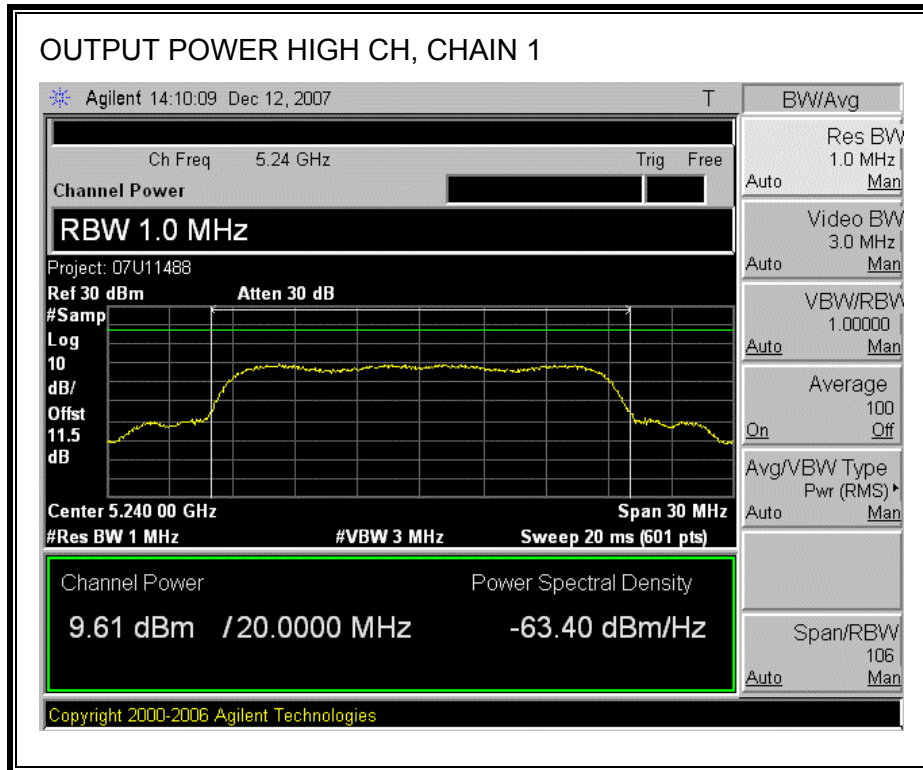 OUTPUT POWER HIGH CH, CHAIN 1
Agilent 14:10:09 Dec 12, 2007 T
Ch Freq 5.24 GHz Trig Free
Channel Power
RBW 1.0 MHz
Project: 07U11488
Ref 30 dBm Atten 30 dB
#Samp
Log
10
dB/
Offst
11.5
dB
Center 5.240 00 GHz Span 30 MHz
#Res BW 1 MHz #VBW 3 MHz Sweep 20 ms (601 pts)
Channel Power Power Spectral Density
9.61 dBm / 20.0000 MHz -63.40 dBm/Hz
Copyright 2000-2006 Agilent Technologies
BW/Avg
Res BW
1.0 MHz
Auto Man
Video BW
3.0 MHz
Auto Man
VBW/RBW
1.00000
Auto Man
Average
100
On Off
Avg/VBW Type
Pwr (RMS)
Auto Man
Span/RBW
106
Auto Man